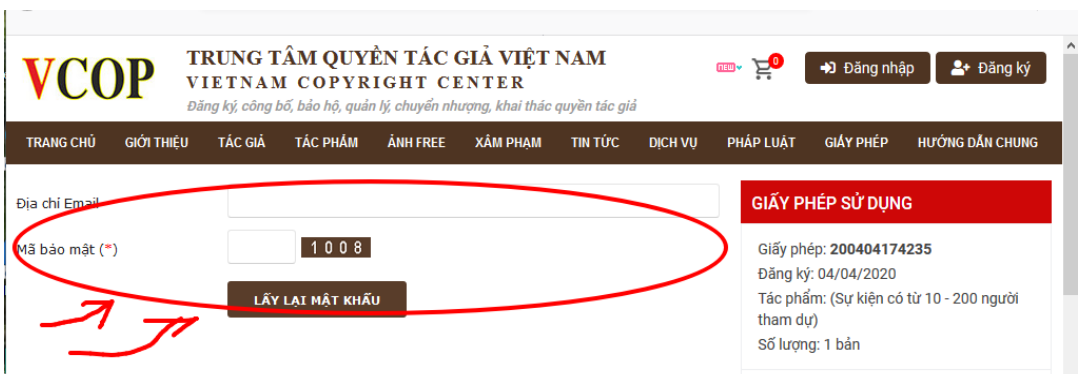 VCOP
TRUNG TÂM QUYỀN TÁC GIẢ VIỆT NAM
VIETNAM COPYRIGHT CENTER
Đăng ký, công bố, bảo hộ, quản lý, chuyển nhượng, khai thác quyền tác giả
NEW
0
Đăng nhập
Đăng ký
TRANG CHỦ GIỚI THIỆU TÁC GIẢ TÁC PHẨM ẢNH FREE XÂM PHẠM TIN TỨC DỊCH VỤ PHÁP LUẬT GIẤY PHÉP HƯỚNG DẪN CHUNG
Địa chỉ Email
Mã bảo mật (*)
1008
LẤY LẠI MẬT KHẨU
GIẤY PHÉP SỬ DỤNG
Giấy phép: 200404174235
Đăng ký: 04/04/2020
Tác phẩm: (Sự kiện có từ 10 - 200 người
tham dự)
Số lượng: 1 bản